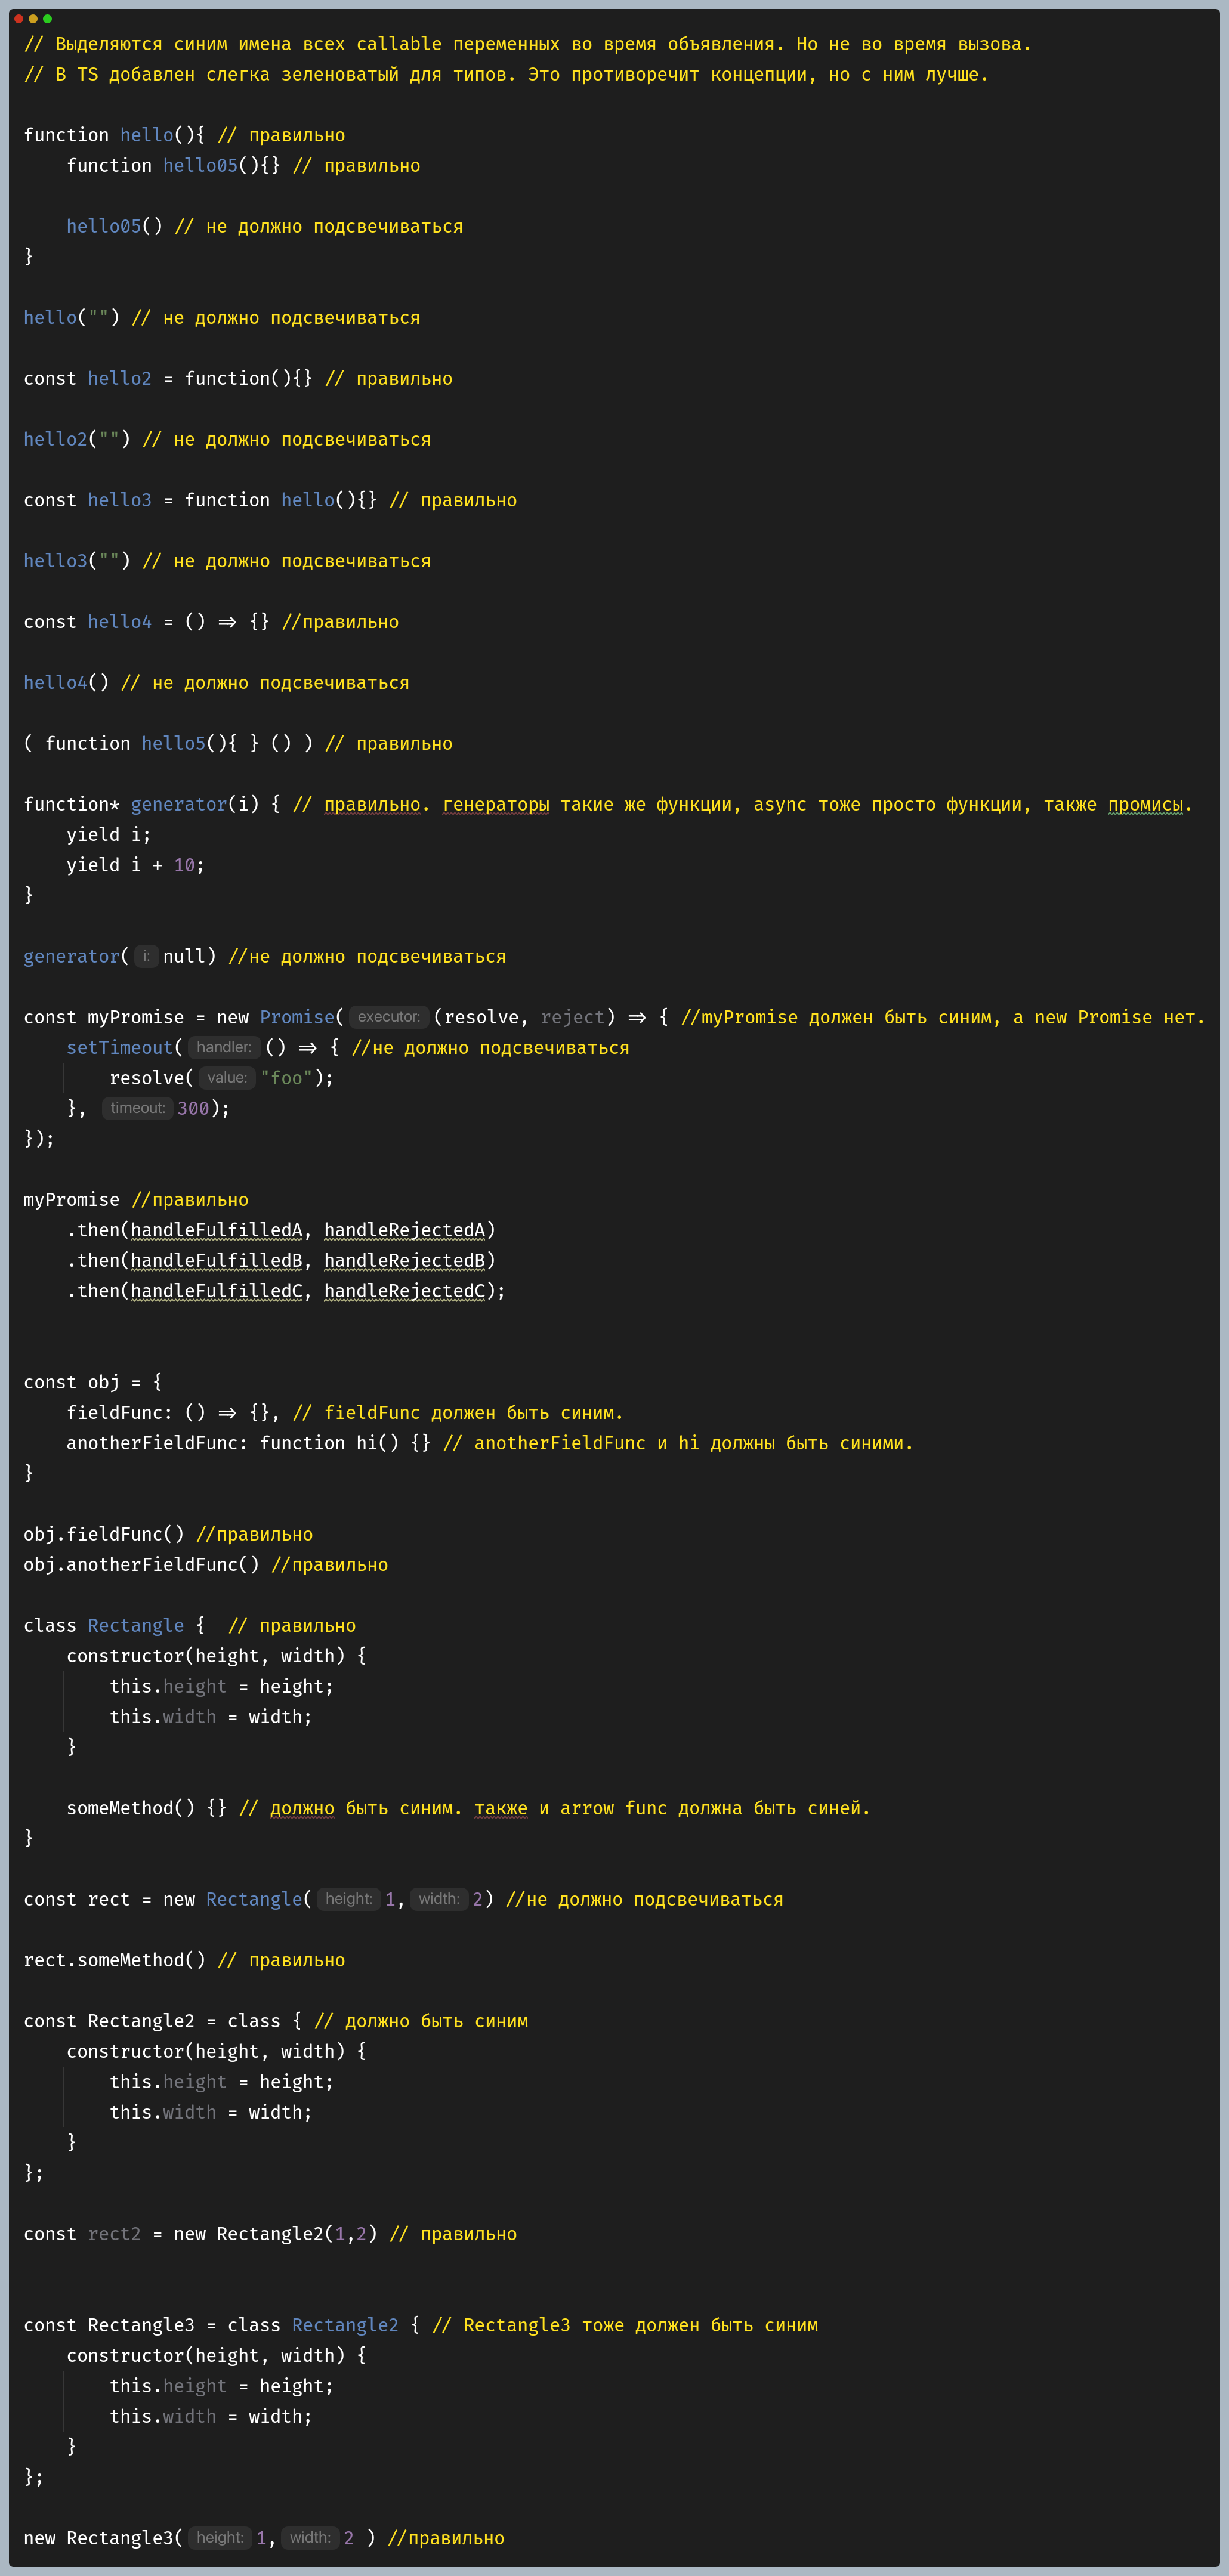 // Выделяются синим имена всех callable переменных во время объявления. Но не во время вызова.
// В TS добавлен слегка зеленоватый для типов. Это противоречит концепции, но с ним лучше.
function hello(){ // правильно
function hello05(){} // правильно
hello05() // не должно подсвечиваться
}
hello("") // не должно подсвечиваться
const hello2 = function(){} // правильно
hello2("") // не должно подсвечиваться
const hello3 = function hello(){} // правильно
hello3("") // не должно подсвечиваться
const hello4 = () => {} //правильно
hello4() // не должно подсвечиваться
( function hello5(){ } () ) // правильно
function* generator(i) { // правильно. генераторы такие же функции, async тоже просто функции, также промисы.
yield i;
yield i + 10;
}
generator( i: null) //не должно подсвечиваться
const myPromise = new Promise( executor: (resolve, reject) => { //myPromise должен быть синим, а new Promise нет.
setTimeout( handler: () => { //не должно подсвечиваться
resolve( value: "foo");
}, timeout: 300);
});
myPromise //правильно
.then(handleFulfilledA, handleRejectedA)
.then(handleFulfilledB, handleRejectedB)
.then(handleFulfilledC, handleRejectedC);
const obj = {
fieldFunc: () => {}, // fieldFunc должен быть синим.
anotherFieldFunc: function hi() {} // anotherFieldFunc и hi должны быть синими.
}
obj.fieldFunc() //правильно
obj.anotherFieldFunc() //правильно
class Rectangle { // правильно
constructor(height, width) {
this.height = height;
this.width = width;
}
someMethod() {} // должно быть синим. также и arrow func должна быть синей.
}
const rect = new Rectangle( height: 1, width: 2) //не должно подсвечиваться
rect.someMethod() // правильно
const Rectangle2 = class { // должно быть синим
constructor(height, width) {
this.height = height;
this.width = width;
}
};
const rect2 = new Rectangle2(1,2) // правильно
const Rectangle3 = class Rectangle2 { // Rectangle3 тоже должен быть синим
constructor(height, width) {
this.height = height;
this.width = width;
}
};
new Rectangle3( height: 1, width: 2 ) //правильно